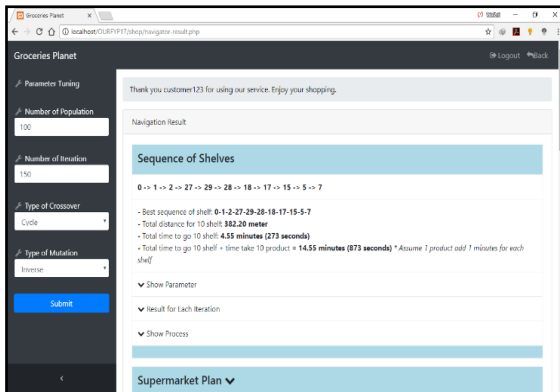 Groceries Planet
localhost/OURFYP17/shop/navigator-result.php
Groceries Planet
Logout Back
Parameter Tuning
Number of Population
100
Number of Iteration
150
Type of Crossover
Cycle
Type of Mutation
Inverse
Submit
Thank you customer123 for using our service. Enjoy your shopping.
Navigation Result
Sequence of Shelves
0 -> 1 -> 2 -> 27 -> 29 -> 28 -> 18 -> 17 -> 15 -> 5 -> 7
- Best sequence of shelf: 0-1-2-27-29-28-18-17-15-5-7
- Total distance for 10 shelf: 382.20 meter
- Total time to go 10 shelf: 4.55 minutes (273 seconds)
- Total time to go 10 shelf + time take 10 product = 14.55 minutes (873 seconds) * Assume 1 product add 1 minutes for each
shelf
Show Parameter
Result for Each Iteration
Show Process
Supermarket Plan